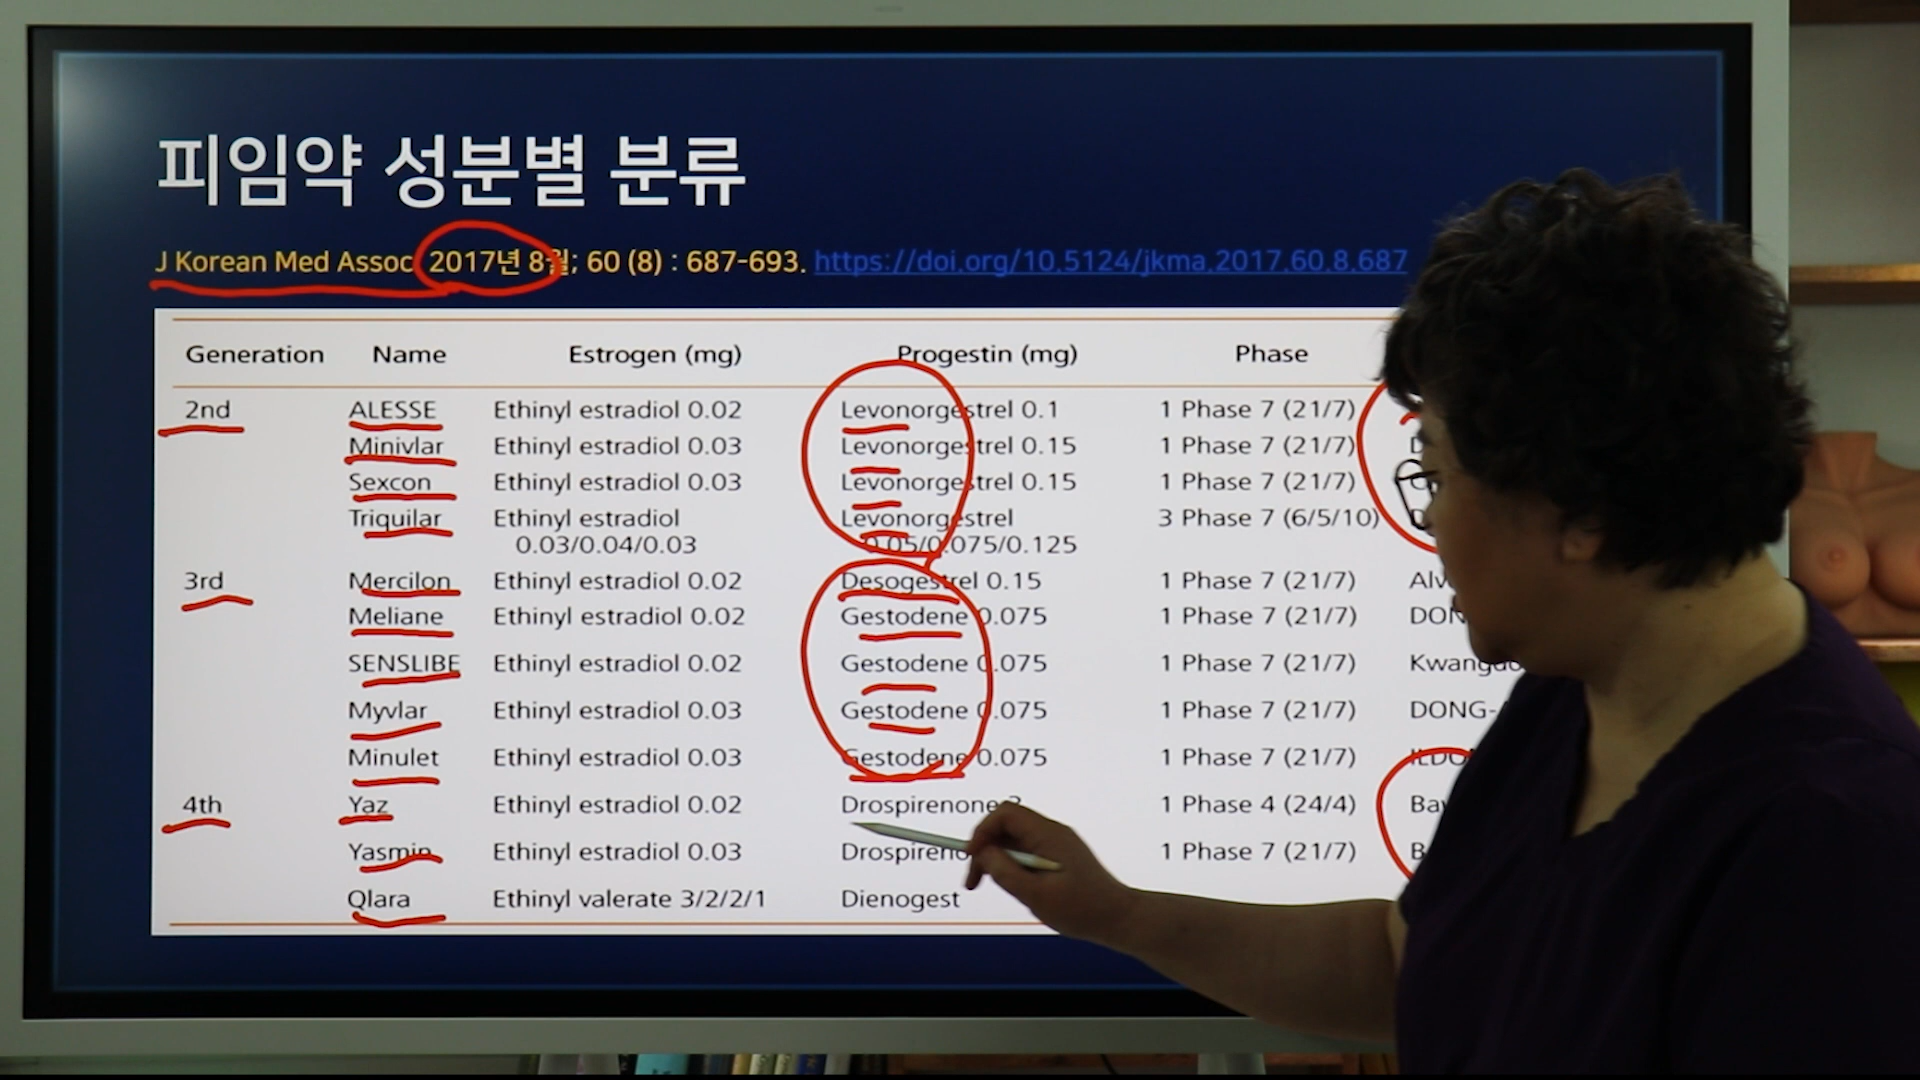 피임약 성분별 분류
J Korean Med Assoc 2017년 8월; 60 (8) : 687-693. https://doi.org/10.5124/jkma.2017.60.8.687
Generation Name Estrogen (mg) Progestin (mg) Phase
2nd ALESSE Ethinyl estradiol 0.02 Levonorgestrel 0.1 1 Phase 7 (21/7)
Minivlar Ethinyl estradiol 0.03 Levonorgestrel 0.15 1 Phase 7 (21/7)
Sexcon Ethinyl estradiol 0.03 Levonorgestrel 0.15 1 Phase 7 (21/7)
Triquilar Ethinyl estradiol Levonorgestrel 3 Phase 7 (6/5/10)
0.03/0.04/0.03 0.05/0.075/0.125
3rd Mercilon Ethinyl estradiol 0.02 Desogestrel 0.15 1 Phase 7 (21/7)
Meliane Ethinyl estradiol 0.02 Gestodene 0.075 1 Phase 7 (21/7)
SENSLIBE Ethinyl estradiol 0.02 Gestodene 0.075 1 Phase 7 (21/7)
Myvlar Ethinyl estradiol 0.03 Gestodene 0.075 1 Phase 7 (21/7)
Minulet Ethinyl estradiol 0.03 Gestodene 0.075 1 Phase 7 (21/7)
4th Yaz Ethinyl estradiol 0.02 Drospirenone 3 1 Phase 4 (24/4)
Yasmin Ethinyl estradiol 0.03 1 Phase 7 (21/7)
Qlara Ethinyl valerate 3/2/2/1 Dienogest